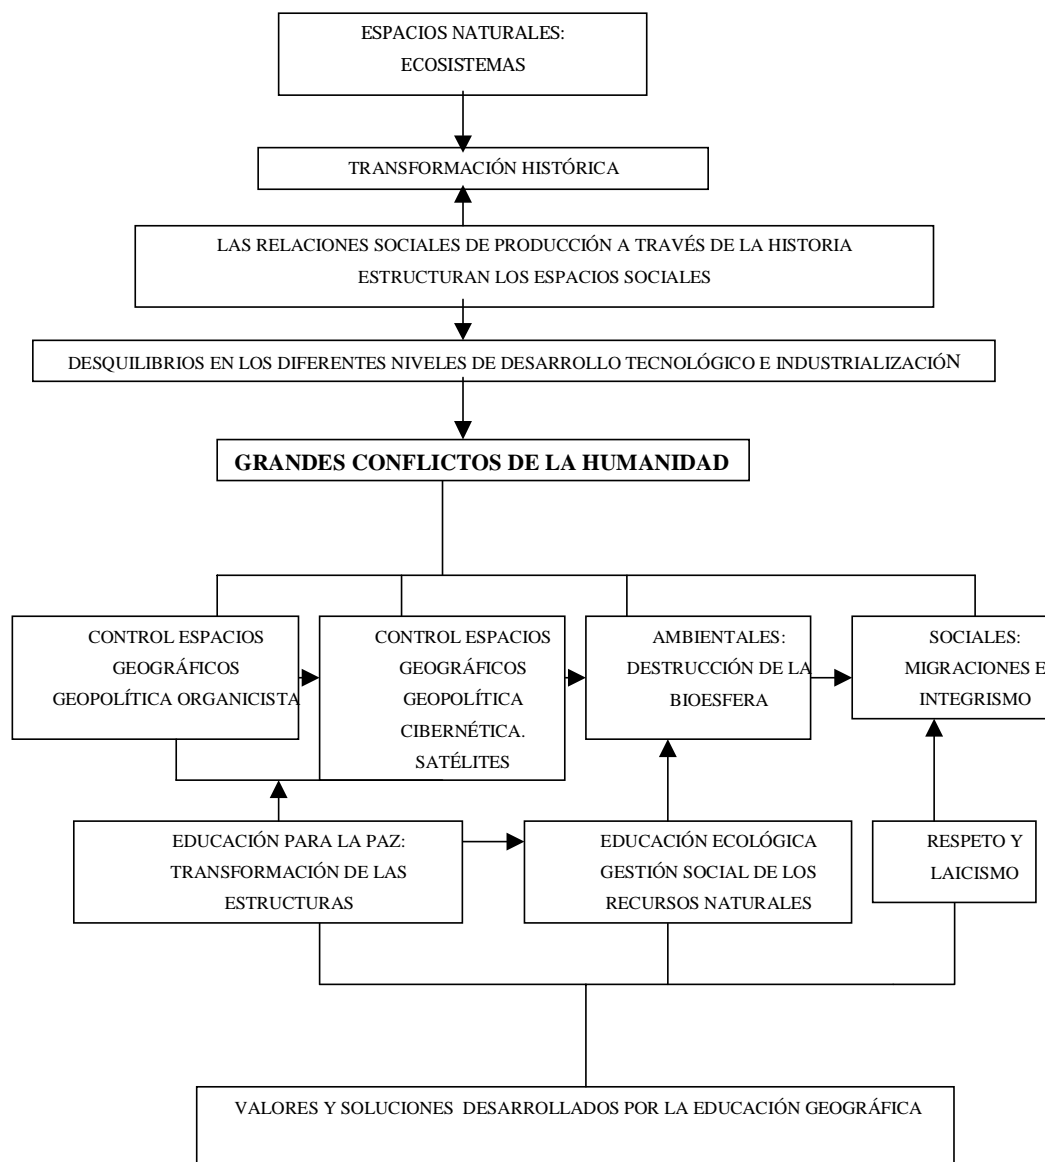 ESPACIOS NATURALES:
ECOSISTEMAS
TRANSFORMACIÓN HISTÓRICA
LAS RELACIONES SOCIALES DE PRODUCCIÓN A TRAVÉS DE LA HISTORIA
ESTRUCTURAN LOS ESPACIOS SOCIALES
DESQUILIBRIOS EN LOS DIFERENTES NIVELES DE DESARROLLO TECNOLÓGICO E INDUSTRIALIZACIÓN
GRANDES CONFLICTOS DE LA HUMANIDAD
CONTROL ESPACIOS
GEOGRÁFICOS
GEOPOLÍTICA ORGANICISTA
CONTROL ESPACIOS
GEOGRÁFICOS
GEOPOLÍTICA
CIBERNÉTICA.
SATÉLITES
AMBIENTALES:
DESTRUCCIÓN DE LA
BIOESFERA
SOCIALES:
MIGRACIONES E
INTEGRISMO
EDUCACIÓN PARA LA PAZ:
TRANSFORMACIÓN DE LAS
ESTRUCTURAS
EDUCACIÓN ECOLÓGICA
GESTIÓN SOCIAL DE LOS
RECURSOS NATURALES
RESPETO Y
LAICISMO
VALORES Y SOLUCIONES DESARROLLADOS POR LA EDUCACIÓN GEOGRÁFICA